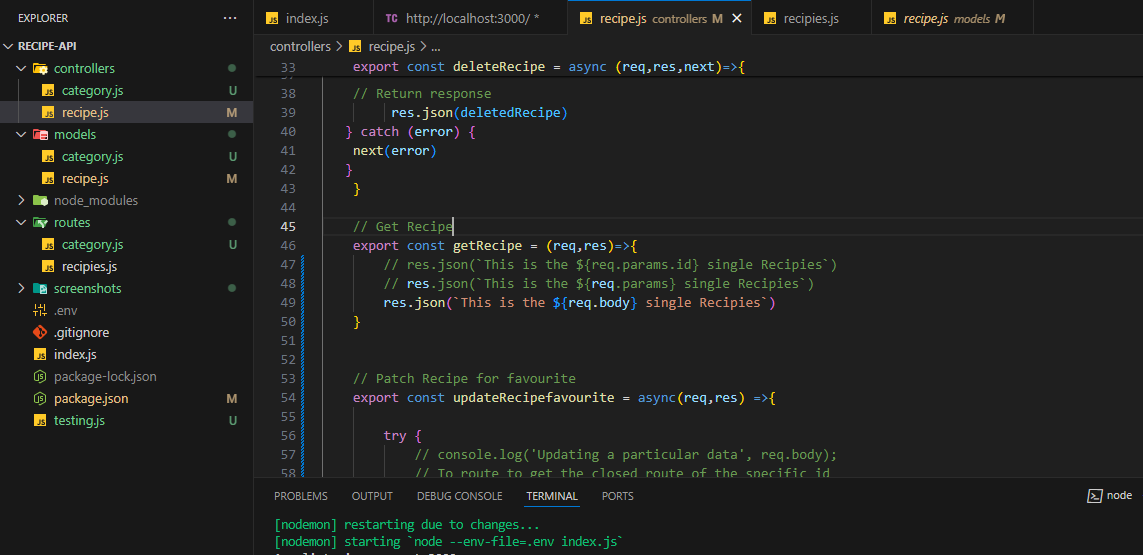 EXPLORER ...
RECIPE-API
controllers
category.js U
recipe.js M
models
category.js U
recipe.js M
node_modules
routes
category.js U
recipies.js
screenshots
.env
.gitignore
index.js
package-lock.json
package.json M
testing.js U
JS index.js
TC http://localhost:3000/ *
JS recipe.js controllers M
JS recipies.js
JS recipe.js models M
controllers > JS recipe.js > ...
33 export const deleteRecipe = async (req,res,next)=>{
38 // Return response
39 res.json(deletedRecipe)
40 } catch (error) {
41 next(error)
42 }
43 }
44
45 // Get Recipe
46 export const getRecipe = (req,res)=>{
47 // res.json(`This is the ${req.params.id} single Recipies`)
48 // res.json(`This is the ${req.params} single Recipies`)
49 res.json(`This is the ${req.body} single Recipies`)
50 }
51
52
53 // Patch Recipe for favourite
54 export const updateRecipefavourite = async(req,res) =>{
55
56 try {
57 // console.log('Updating a particular data', req.body);
58 // To route to get the closed route of the specific id
PROBLEMS OUTPUT DEBUG CONSOLE TERMINAL PORTS node
[nodemon] restarting due to changes...
[nodemon] starting `node --env-file=.env index.js`